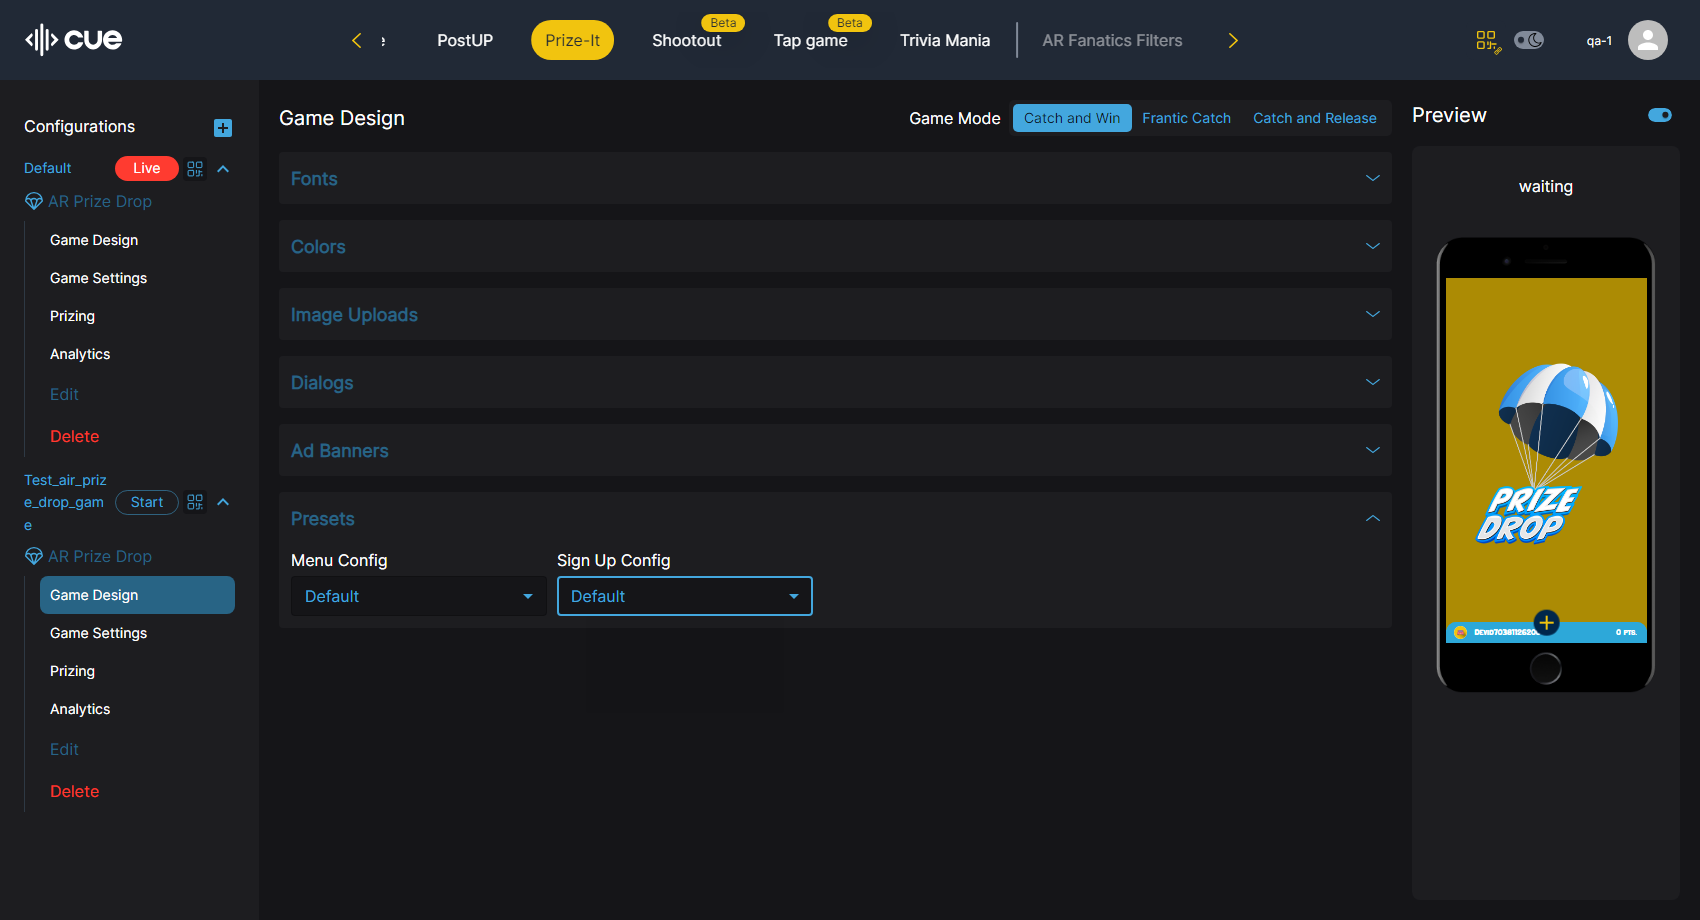 cue
PostUP
Prize-It
Shootout
Beta
Tap game
Beta
Trivia Mania
AR Fanatics Filters
qa-1
Configurations
Default
Live
AR Prize Drop
Game Design
Game Settings
Prizing
Analytics
Edit
Delete
Test_air_priz
e_drop_gam
e
Start
AR Prize Drop
Game Design
Game Settings
Prizing
Analytics
Edit
Delete
Game Design
Game Mode
Catch and Win
Frantic Catch
Catch and Release
Fonts
Colors
Image Uploads
Dialogs
Ad Banners
Presets
Menu Config
Sign Up Config
Default
Default
Preview
waiting
PRIZE
DROP
0 PTS.